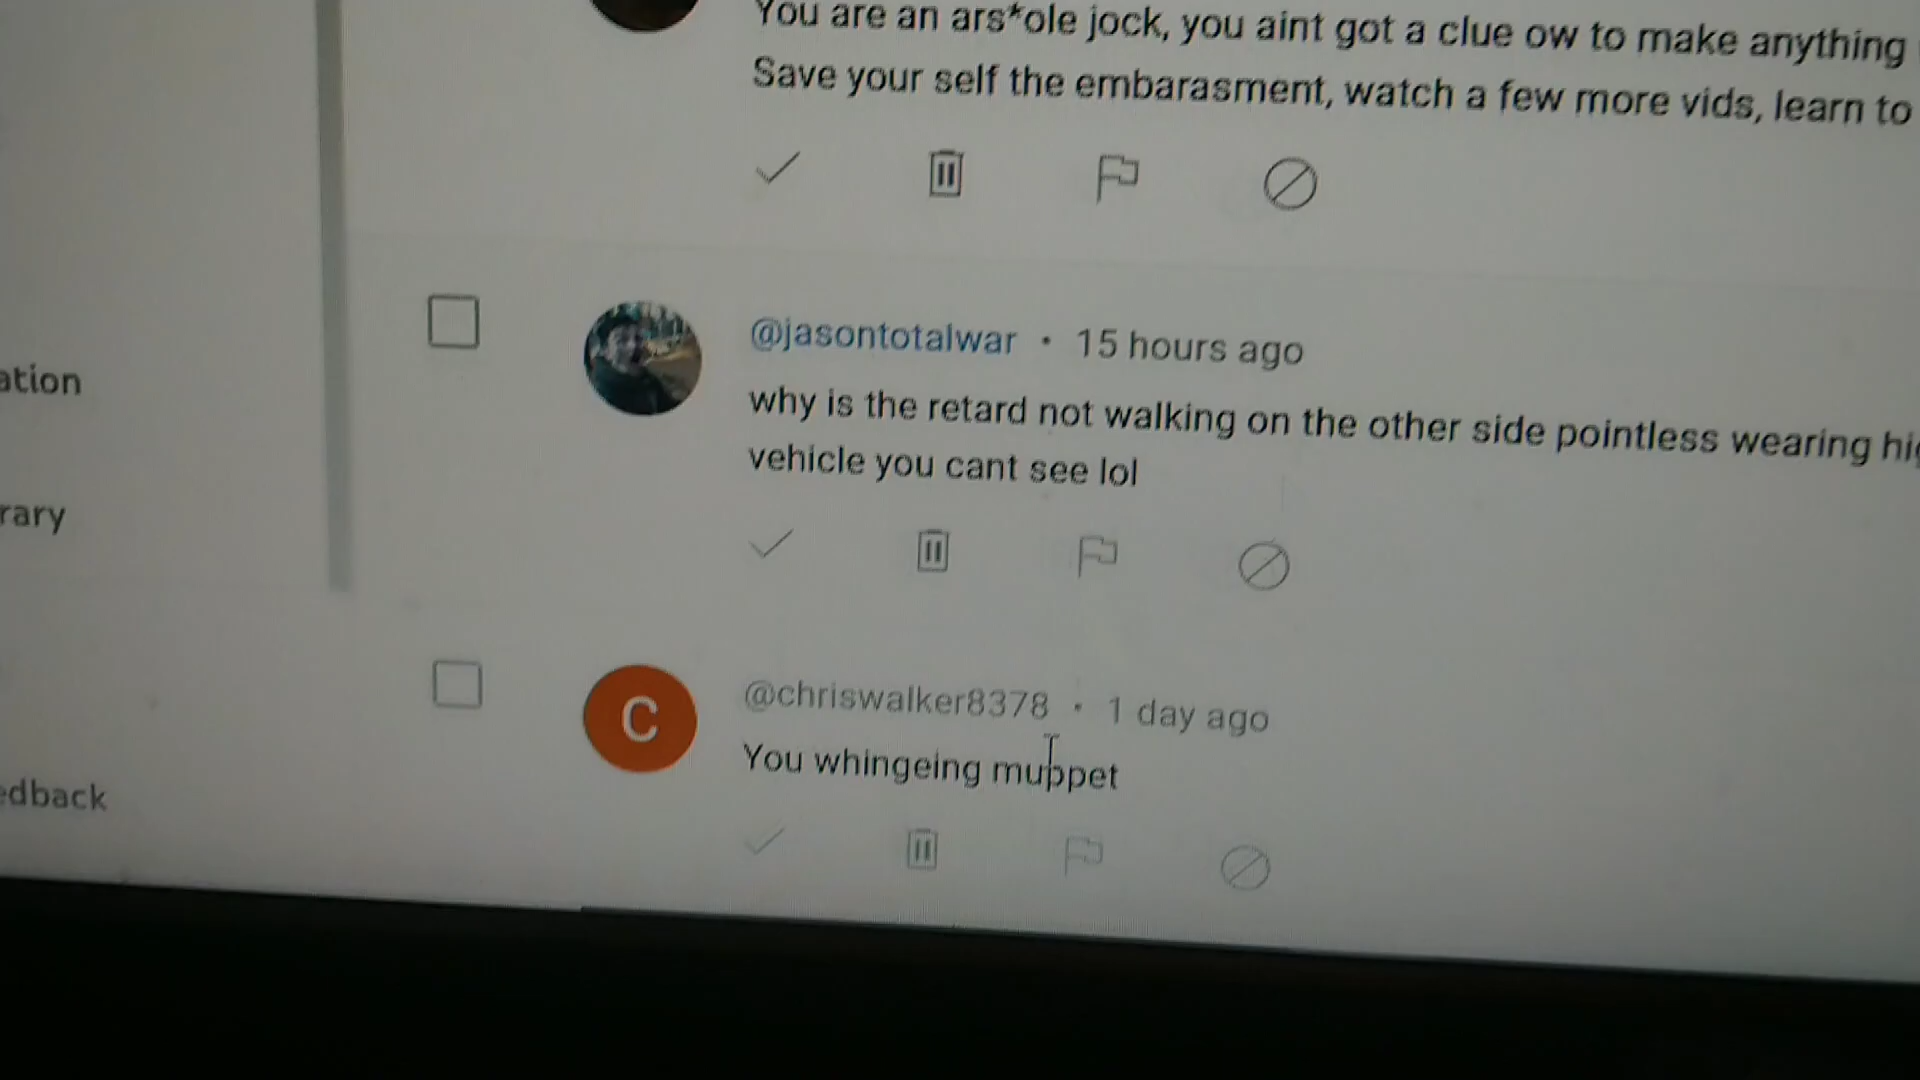 You are an ars*ole jock, you aint got a clue ow to make anything
Save your self the embarasment, watch a few more vids, learn to
@jasontotalwar • 15 hours ago
ation
why is the retard not walking on the other side pointless wearing
vehicle you cant see lol
rary
C
@chriswalker8378 • 1 day ago
You whingeing muppet
edback